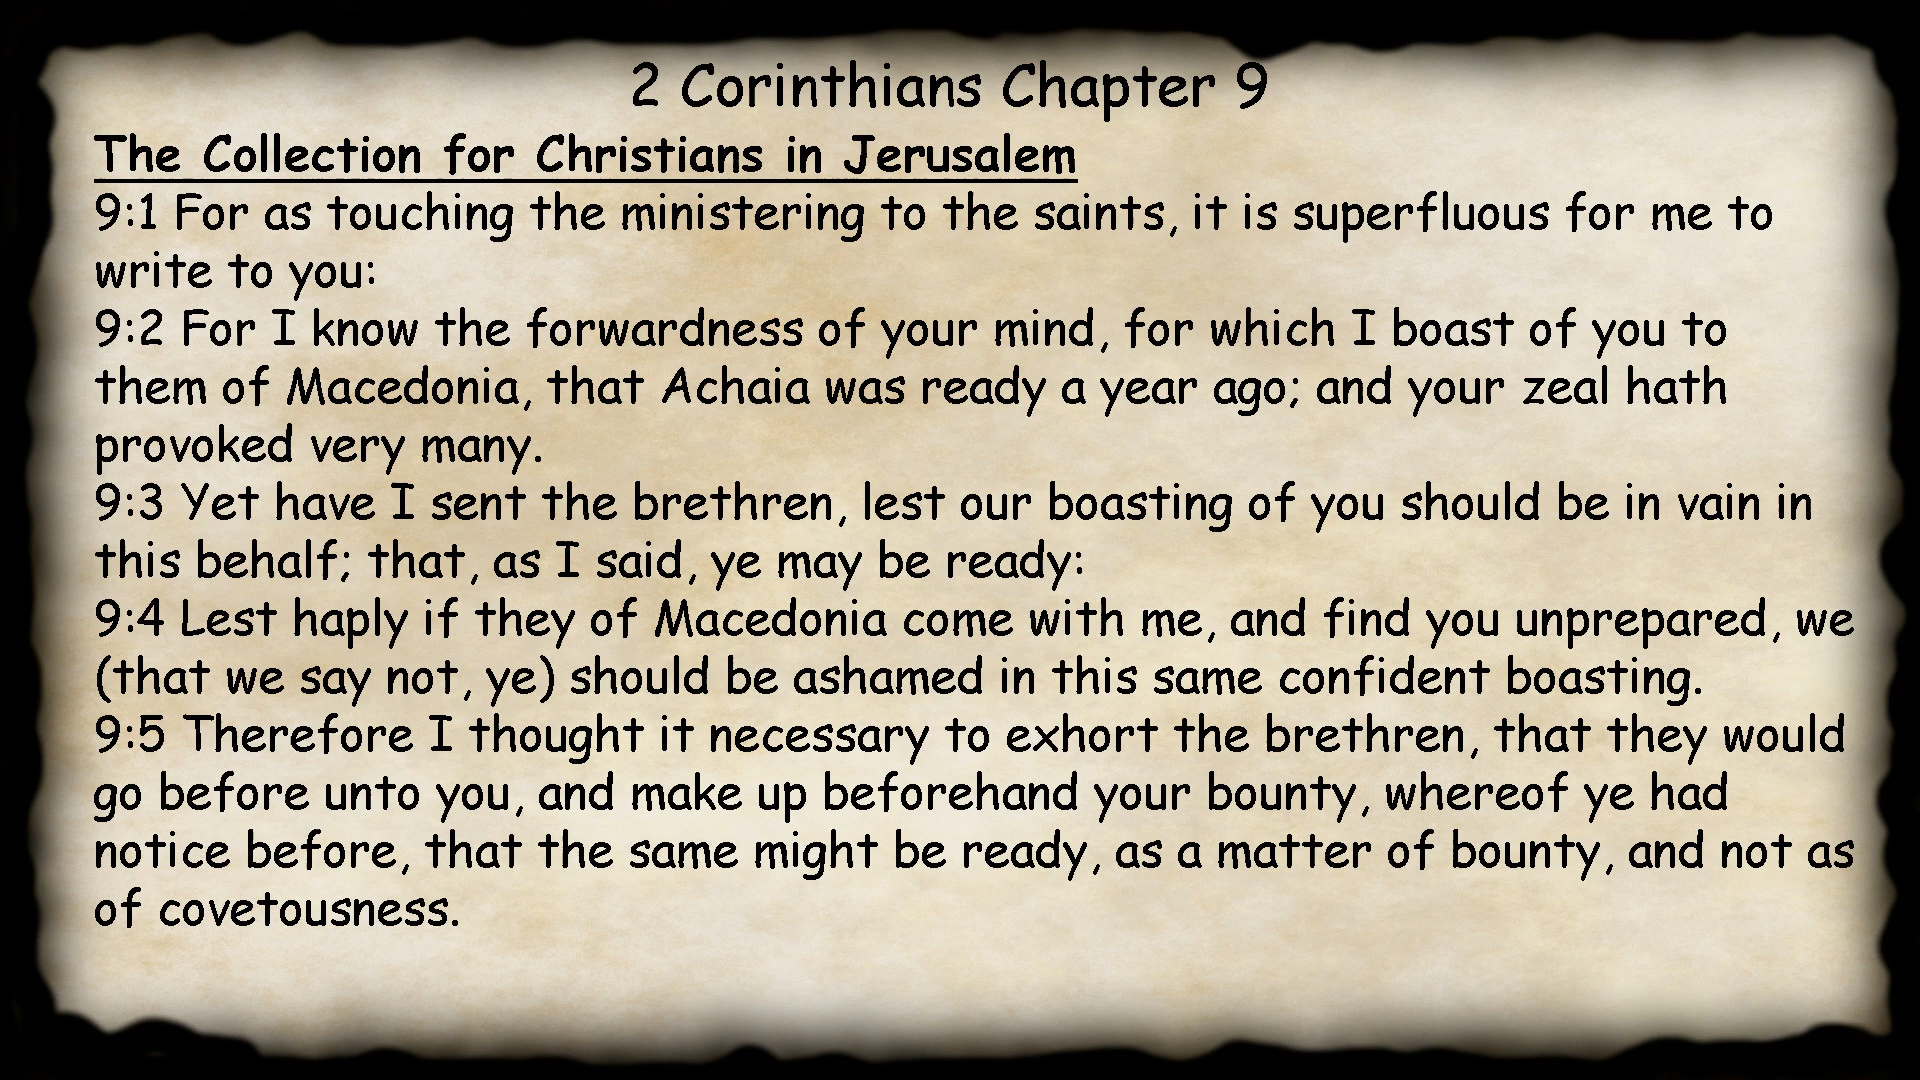 2 Corinthians Chapter 9
The Collection for Christians in Jerusalem
9:1 For as touching the ministering to the saints, it is superfluous for me to
write to you:
9:2 For I know the forwardness of your mind, for which I boast of you to
them of Macedonia, that Achaia was ready a year ago; and your zeal hath
provoked very many.
9:3 Yet have I sent the brethren, lest our boasting of you should be in vain in
this behalf; that, as I said, ye may be ready:
9:4 Lest haply if they of Macedonia come with me, and find you unprepared, we
(that we say not, ye) should be ashamed in this same confident boasting.
9:5 Therefore I thought it necessary to exhort the brethren, that they would
go before unto you, and make up beforehand your bounty, whereof ye had
notice before, that the same might be ready, as a matter of bounty, and not as
of covetousness.